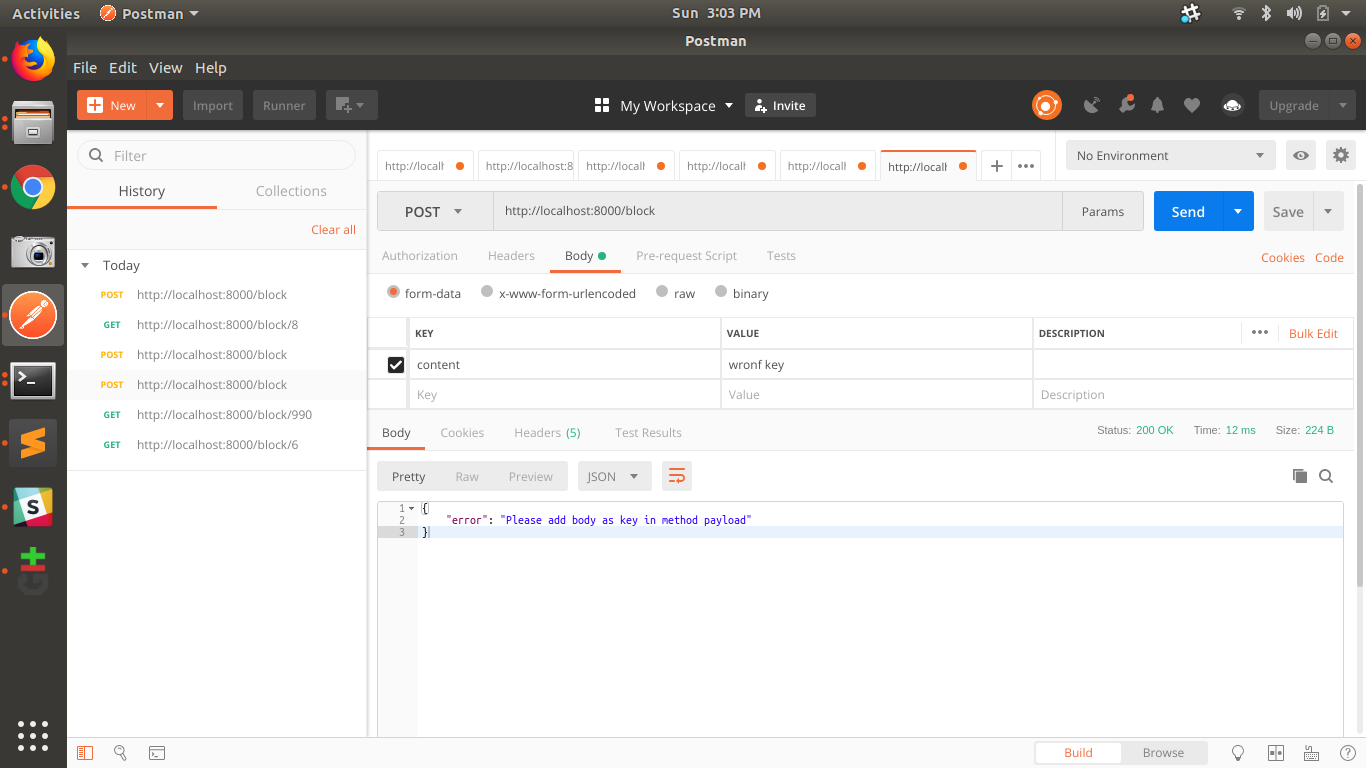 Activities Postman Sun 3:03 PM
Postman
File Edit View Help
New Import Runner My Workspace Invite Upgrade
Filter
History Collections
Clear all
Today
POST http://localhost:8000/block
GET http://localhost:8000/block/8
POST http://localhost:8000/block
POST http://localhost:8000/block
GET http://localhost:8000/block/990
GET http://localhost:8000/block/6
http://locall http://localhost:8 http://locall http://locall http://locall http://locall No Environment
POST http://localhost:8000/block Params Send Save
Authorization Headers Body Pre-request Script Tests Cookies Code
form-data x-www-form-urlencoded raw binary
KEY VALUE DESCRIPTION Bulk Edit
content wronf key
Key Value Description
Body Cookies Headers (5) Test Results Status: 200 OK Time: 12 ms Size: 224 B
Pretty Raw Preview JSON
1 {
2 "error": "Please add body as key in method payload"
3 }
Build Browse